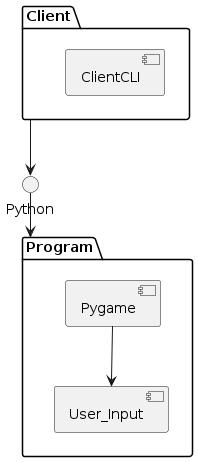 Client
ClientCLI
Python
Program
Pygame
User_Input